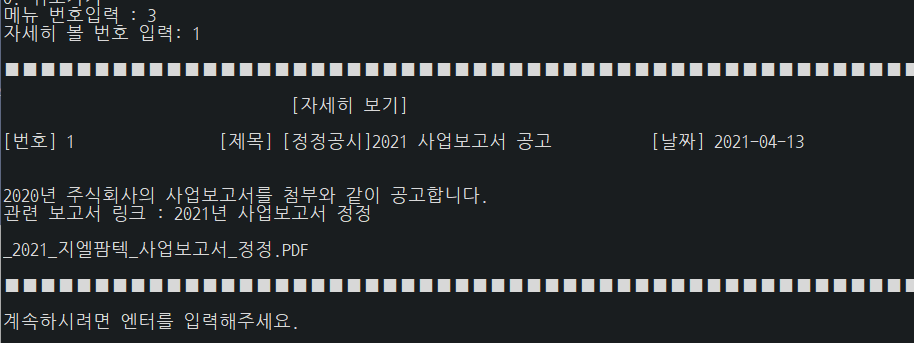 메뉴 번호입력 : 3
자세히 볼 번호 입력: 1
[자세히 보기]
[번호] 1 [제목] [정정공시]2021 사업보고서 공고 [날짜] 2021-04-13
2020년 주식회사의 사업보고서를 첨부와 같이 공고합니다.
관련 보고서 링크 : 2021년 사업보고서 정정
_2021_지엘팜텍_사업보고서_정정.PDF
계속하시려면 엔터를 입력해주세요.